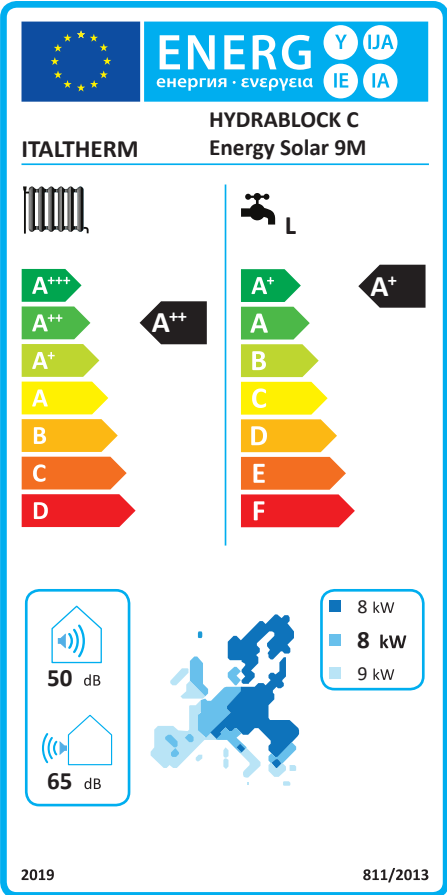 ENERG Y IJA
енергия · ενεργεια IE IA
ITALTHERM
HYDRABLOCK C
Energy Solar 9M
L
A+++
A++
A+
A
B
C
D
A++
A+
A
B
C
D
E
F
A+
50 dB
65 dB
8 kW
8 kW
9 kW
2019
811/2013